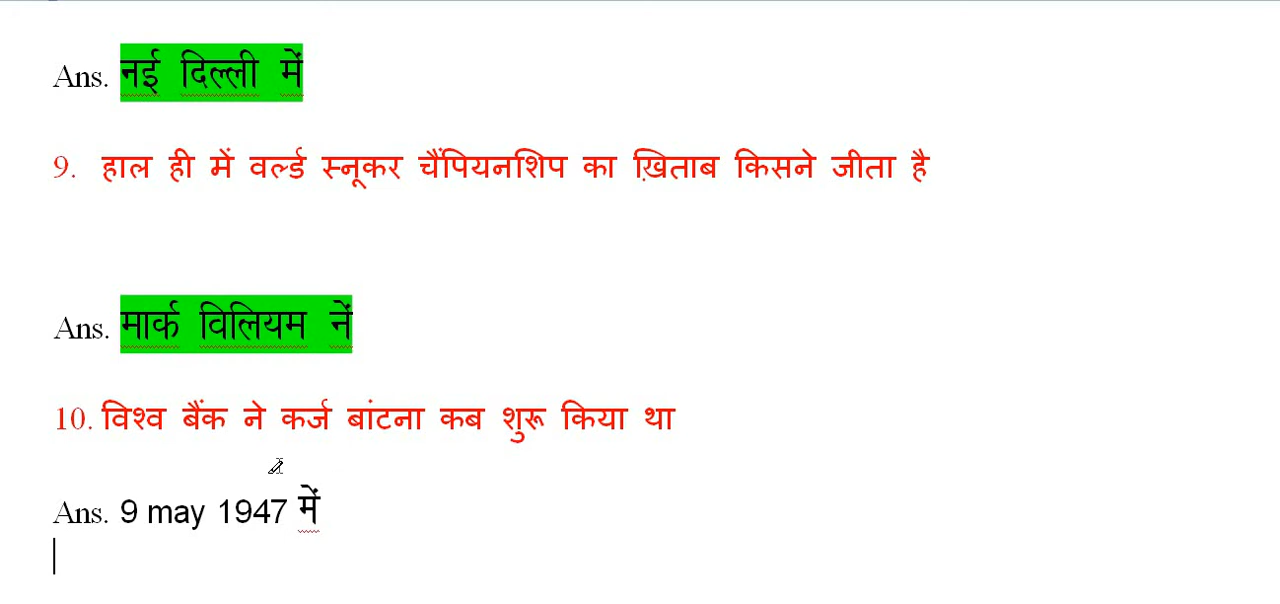 Ans. नई दिल्ली में
9. हाल ही में वर्ल्ड स्नूकर चैंपियनशिप का ख़िताब किसने जीता है
Ans. मार्क विलियम नें
10. विश्व बैंक ने कर्ज बांटना कब शुरू किया था
Ans. 9 may 1947 में